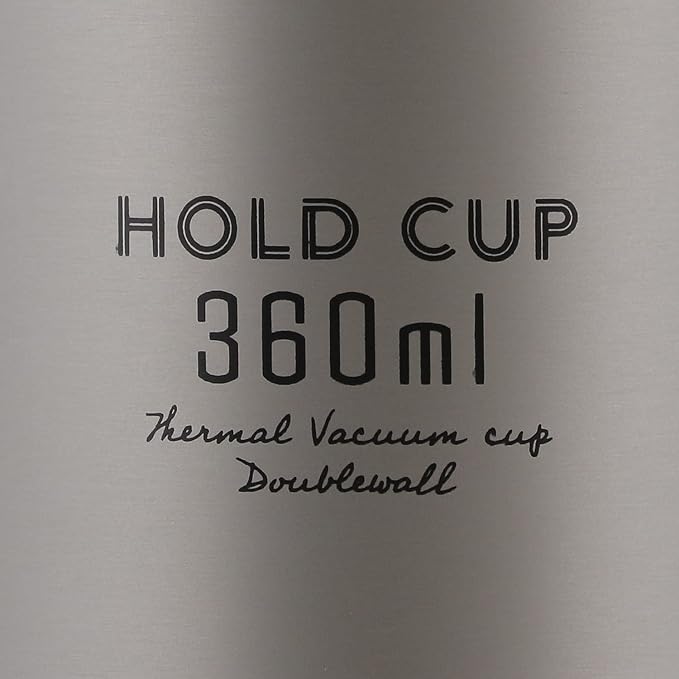 HOLD CUP
360ml
Thermal Vacuum cup
Doublewall